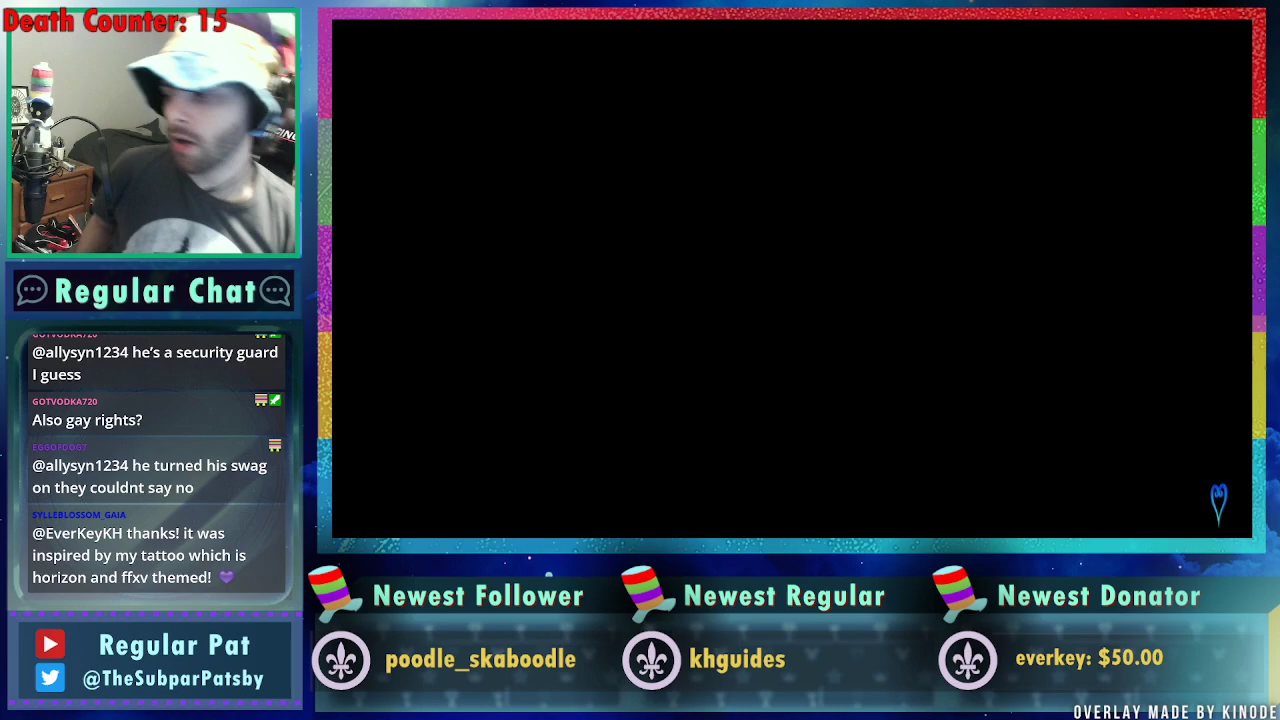 Death Counter: 15
Regular Chat
GOTVODKA720
@allysyn1234 he's a security guard
I guess
GOTVODKA720
Also gay rights?
EGGOFDOG7
@allysyn1234 he turned his swag
on they couldnt say no
SYLLEBLOSSOM_GAIA
@EverKeyKH thanks! it was
inspired by my tattoo which is
horizon and ffxv themed!
Regular Pat
@TheSubparPatsby
Newest Follower
poodle_skaboodle
Newest Regular
khguides
Newest Donator
everkey: $50.00
OVERLAY MADE BY KINODE